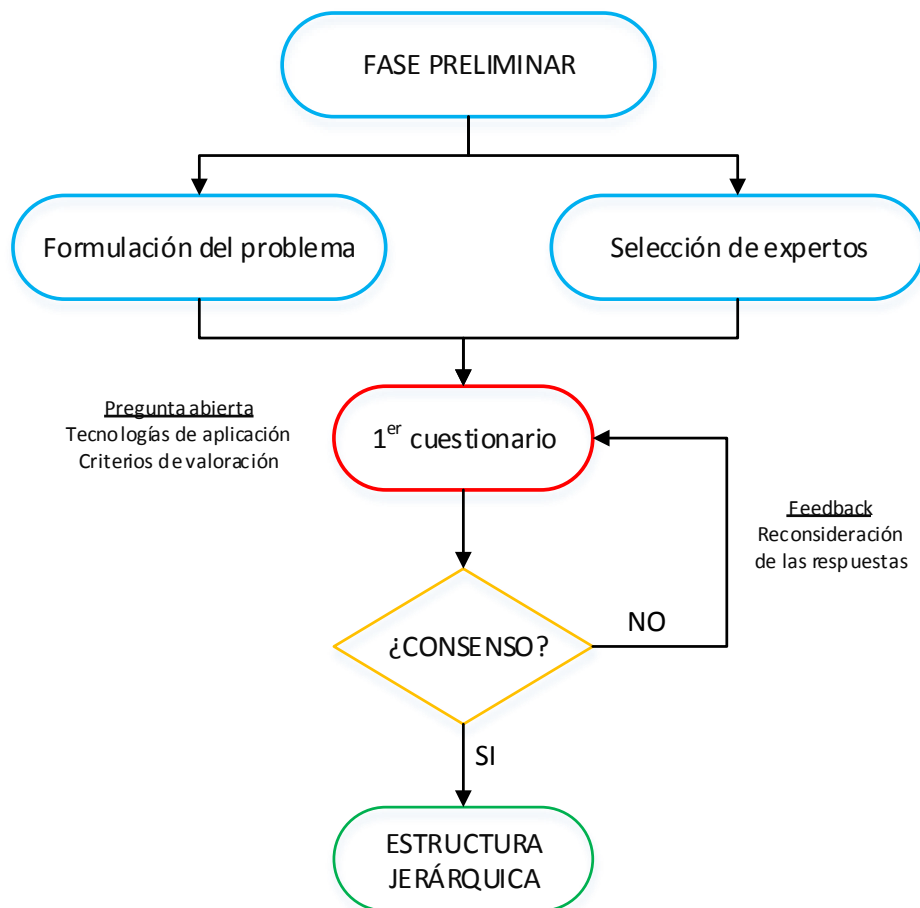 FASE PRELIMINAR
Formulación del problema
Selección de expertos
Pregunta abierta
Tecnologías de aplicación
Criterios de valoración
1er cuestionario
Feedback
Reconsideración
de las respuestas
¿CONSENSO?
NO
SI
ESTRUCTURA
JERÁRQUICA